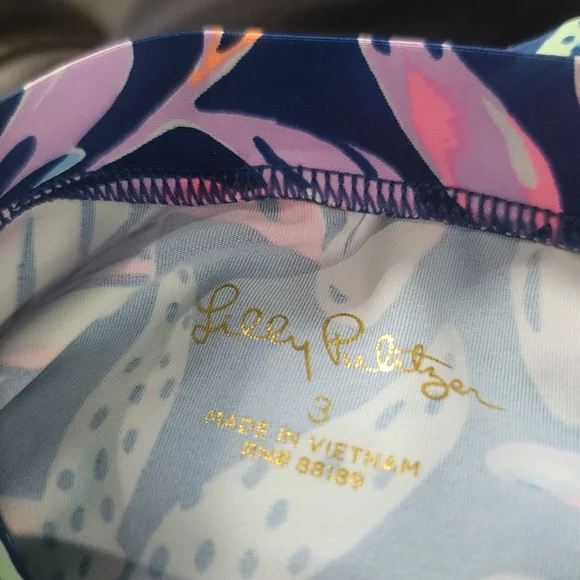 Lilly Pulitzer
3
MADE IN VIETNAM
RN# 88189